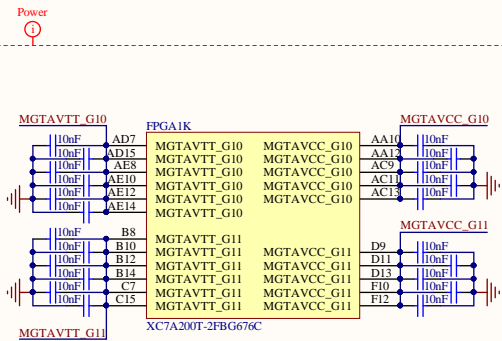 Power
i
MGTAVTT_G10
MGTAVCC_G10
FPGA1K
10nF AD7 MGTAVTT_G10 MGTAVCC_G10 AA10 10nF
10nF AD15 MGTAVTT_G10 MGTAVCC_G10 AA12 10nF
10nF AE8 MGTAVTT_G10 MGTAVCC_G10 AC9 10nF
10nF AE10 MGTAVTT_G10 MGTAVCC_G10 AC11 10nF
10nF AE12 MGTAVTT_G10 MGTAVCC_G10 AC13 10nF
10nF AE14 MGTAVTT_G10
MGTAVCC_G11
10nF B8 MGTAVTT_G11
10nF B10 MGTAVTT_G11 MGTAVCC_G11 D9 10nF
10nF B12 MGTAVTT_G11 MGTAVCC_G11 D11 10nF
10nF B14 MGTAVTT_G11 MGTAVCC_G11 D13 10nF
10nF C7 MGTAVTT_G11 MGTAVCC_G11 F10 10nF
10nF C15 MGTAVTT_G11 MGTAVCC_G11 F12 10nF
XC7A200T-2FBG676C
MGTAVTT_G11